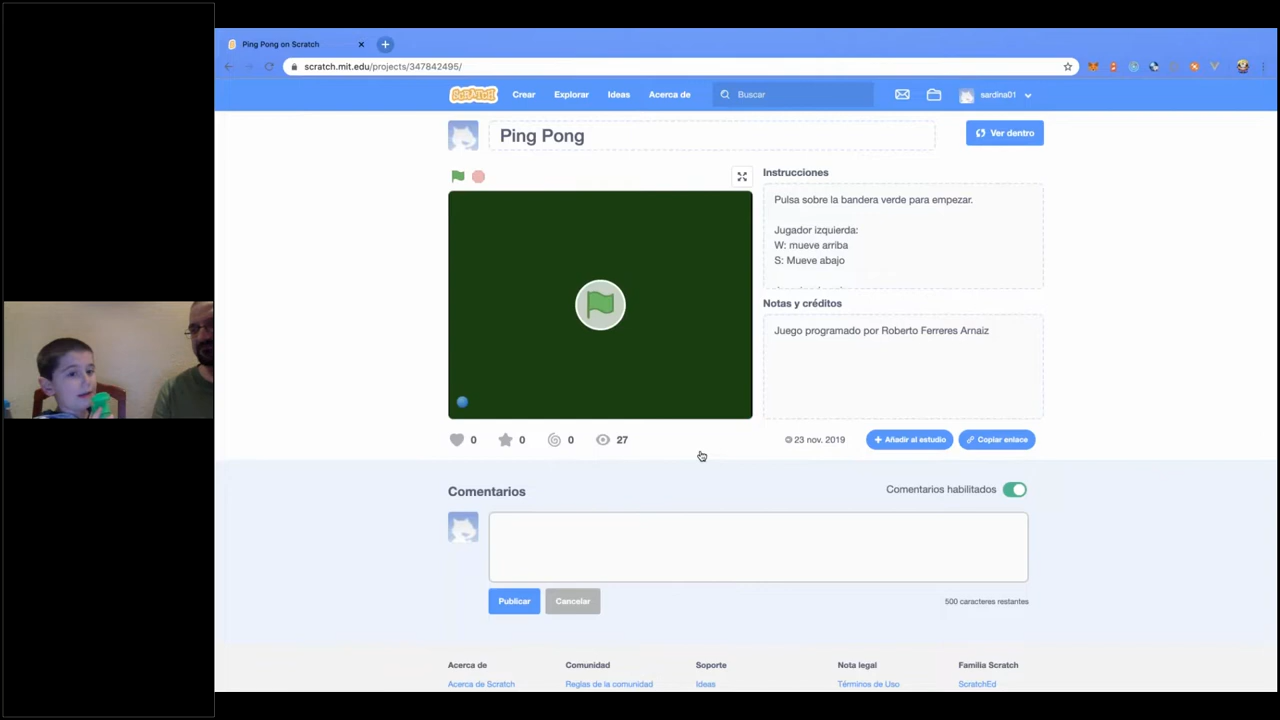 Ping Pong on Scratch
scratch.mit.edu/projects/347842495/
SCRATCH
Crear
Explorar
Ideas
Acerca de
Buscar
sardina01
Ping Pong
Ver dentro
Instrucciones
Pulsa sobre la bandera verde para empezar.
Jugador izquierda:
W: mueve arriba
S: Mueve abajo
Notas y créditos
Juego programado por Roberto Ferreres Arnaiz
0
0
0
27
© 23 nov. 2019
Añadir al estudio
Copiar enlace
Comentarios
Comentarios habilitados
Publicar
Cancelar
500 caracteres restantes
Acerca de
Comunidad
Soporte
Nota legal
Familia Scratch
Acerca de Scratch
Reglas de la comunidad
Ideas
Términos de Uso
ScratchEd